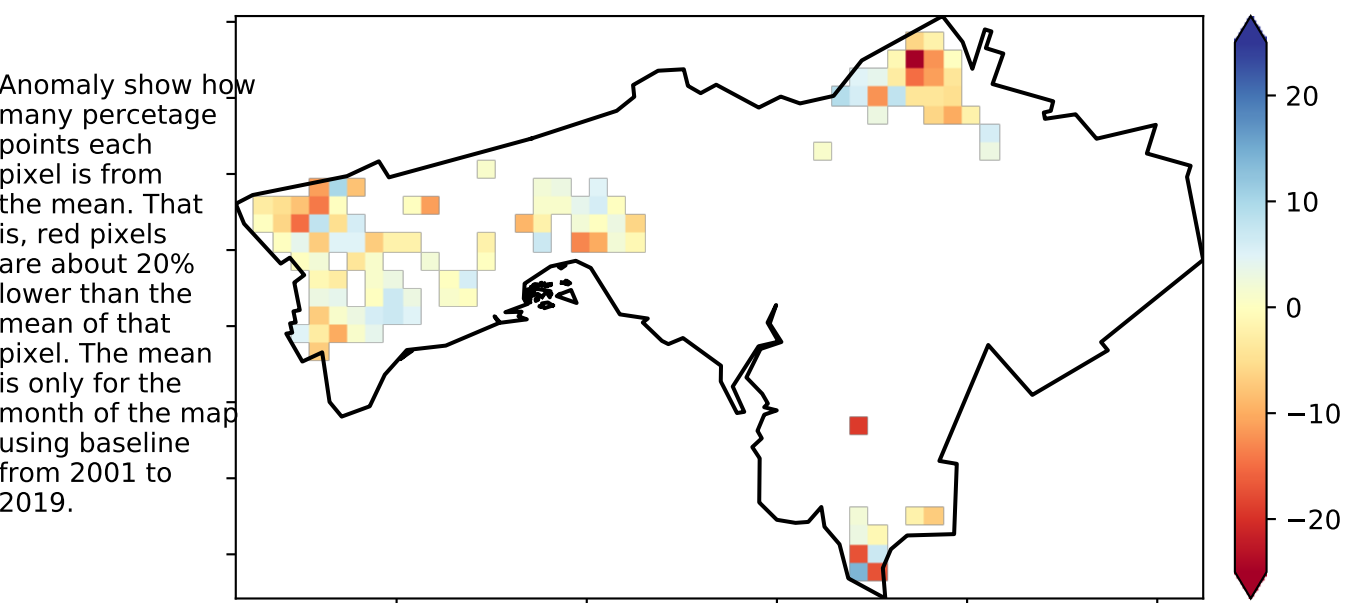 Anomaly show how
many percetage
points each
pixel is from
the mean. That
is, red pixels
are about 20%
lower than the
mean of that
pixel. The mean
is only for the
month of the map
using baseline
from 2001 to
2019.
20
10
0
−10
−20